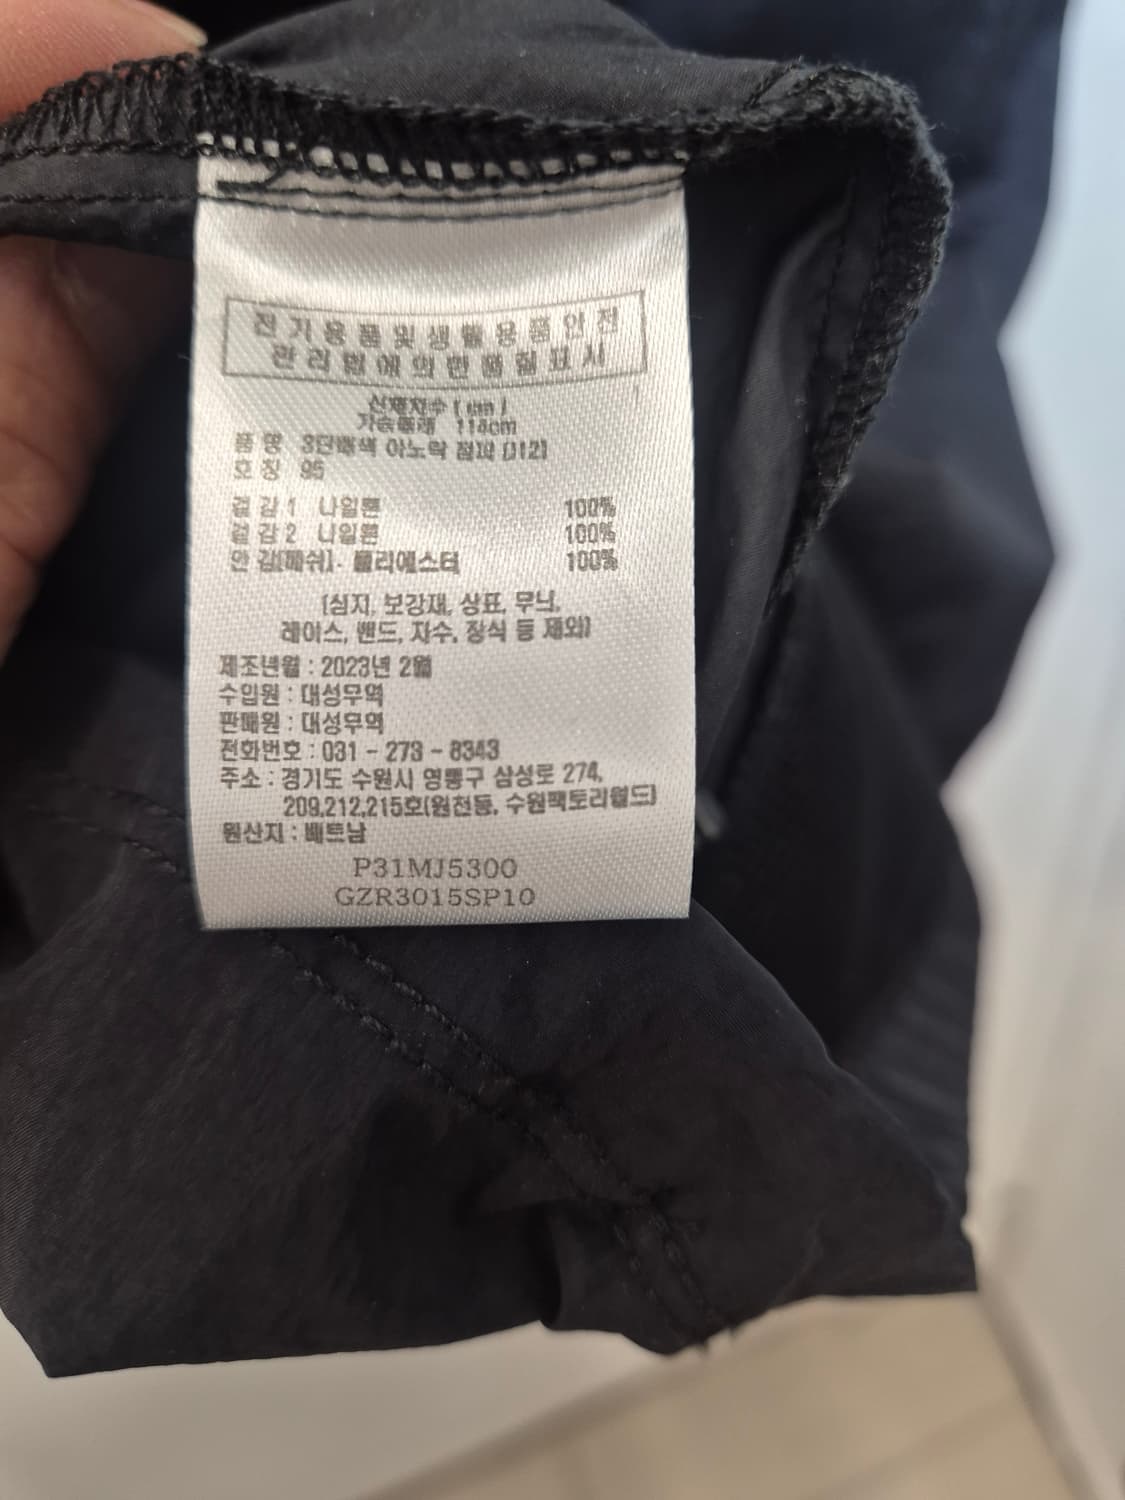 전기용품및생활용품안전
관리법에의한품질표시
신체치수 (cm)
가슴둘레 114cm
품 명 3단배색 아노락 점퍼 (J12)
호 칭 95
겉 감 1 나일론 100%
겉 감 2 나일론 100%
안 감(메쉬) · 폴리에스터 100%
(심지, 보강재, 상표, 무늬,
레이스, 밴드, 자수, 장식 등 제외)
제조년월 : 2023년 2월
수입원 : 대성무역
판매원 : 대성무역
전화번호 : 031 - 273 - 8343
주소 : 경기도 수원시 영통구 삼성로 274,
209,212,215호(원천동, 수원팩토리월드)
원산지 : 베트남
P31MJ5300
GZR3015SP10